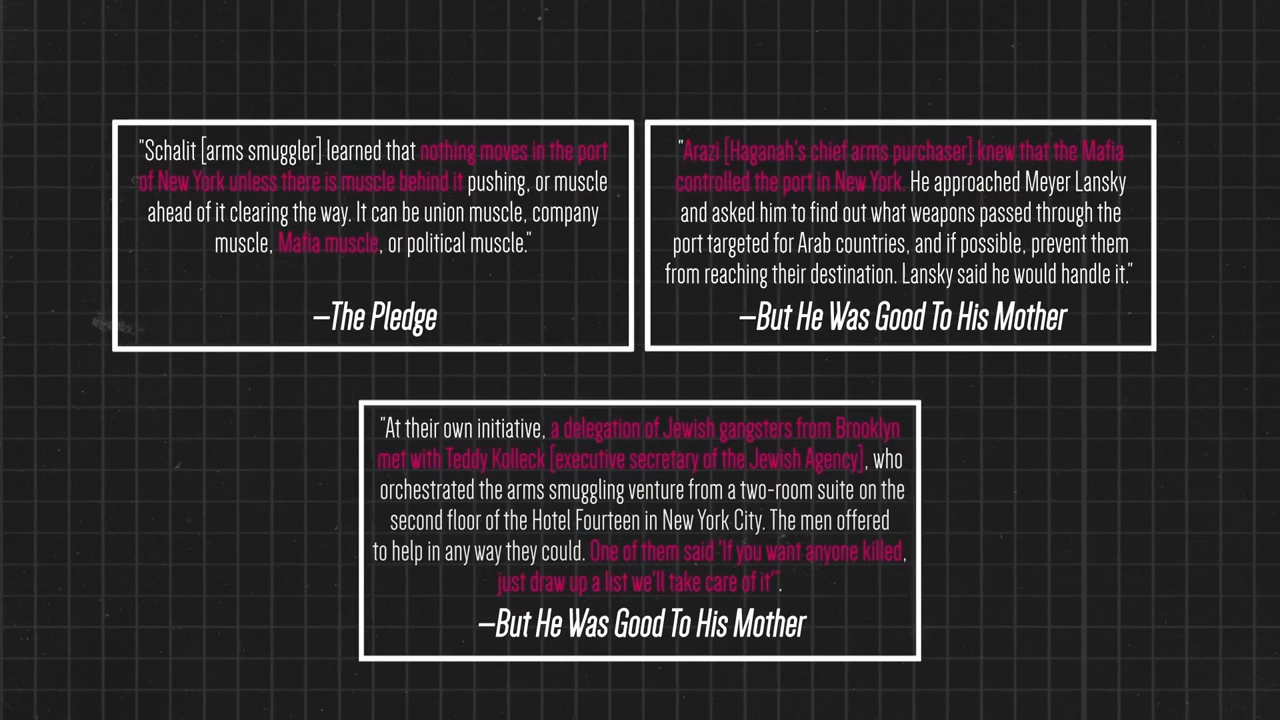 "Schalit [arms smuggler] learned that nothing moves in the port
of New York unless there is muscle behind it pushing, or muscle
ahead of it clearing the way. It can be union muscle, company
muscle, Mafia muscle, or political muscle."
–The Pledge
"Arazi [Haganah's chief arms purchaser] knew that the Mafia
controlled the port in New York. He approached Meyer Lansky
and asked him to find out what weapons passed through the
port targeted for Arab countries, and if possible, prevent them
from reaching their destination. Lansky said he would handle it."
–But He Was Good To His Mother
"At their own initiative, a delegation of Jewish gangsters from Brooklyn
met with Teddy Kolleck [executive secretary of the Jewish Agency], who
orchestrated the arms smuggling venture from a two-room suite on the
second floor of the Hotel Fourteen in New York City. The men offered
to help in any way they could. One of them said 'If you want anyone killed,
just draw up a list we'll take care of it'".
–But He Was Good To His Mother